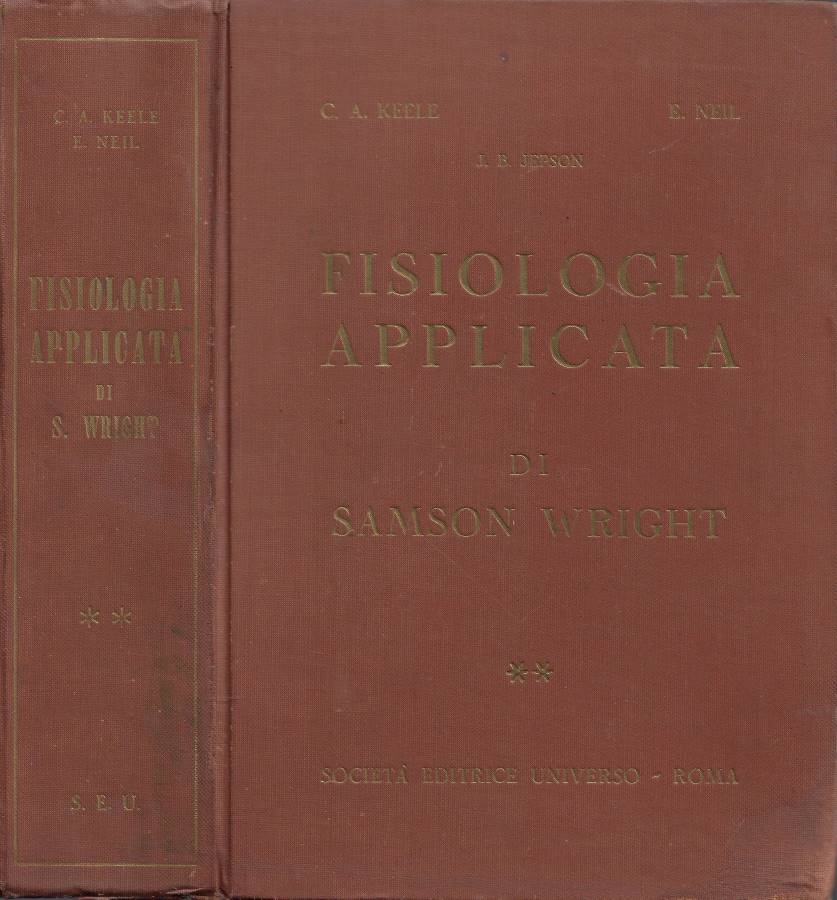 C. A. KEELE
E. NEIL
FISIOLOGIA
APPLICATA
DI
S. WRIGHT
* *
S. E. U.
C. A. KEELE E. NEIL
J. B. JEPSON
FISIOLOGIA
APPLICATA
DI
SAMSON WRIGHT
**
SOCIETÀ EDITRICE UNIVERSO - ROMA